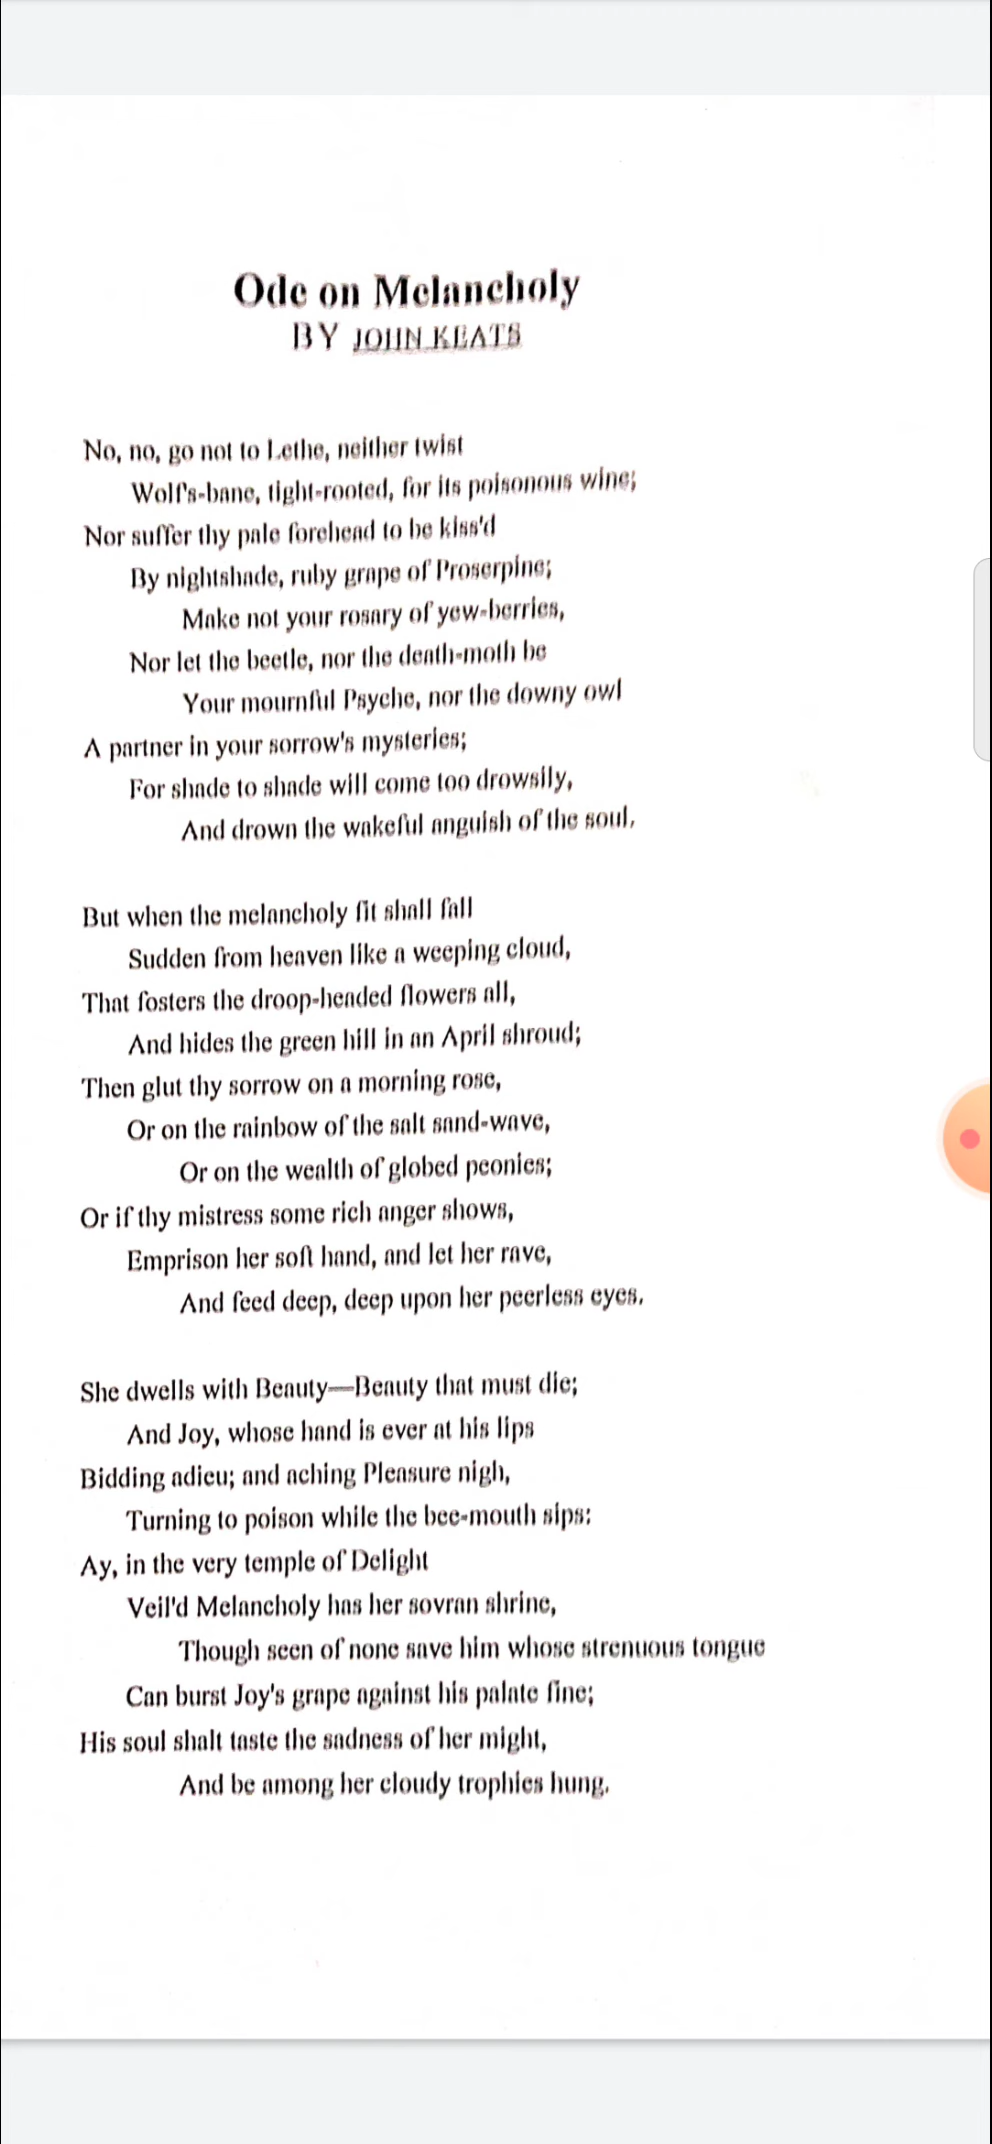 Ode on Melancholy
BY JOHN KEATS
No, no, go not to Lethe, neither twist
Wolf's-bane, tight-rooted, for its poisonous wine;
Nor suffer thy pale forehead to be kiss'd
By nightshade, ruby grape of Proserpine;
Make not your rosary of yew-berries,
Nor let the beetle, nor the death-moth be
Your mournful Psyche, nor the downy owl
A partner in your sorrow's mysteries;
For shade to shade will come too drowsily,
And drown the wakeful anguish of the soul.
But when the melancholy fit shall fall
Sudden from heaven like a weeping cloud,
That fosters the droop-headed flowers all,
And hides the green hill in an April shroud;
Then glut thy sorrow on a morning rose,
Or on the rainbow of the salt sand-wave,
Or on the wealth of globed peonies;
Or if thy mistress some rich anger shows,
Emprison her soft hand, and let her rave,
And feed deep, deep upon her peerless eyes.
She dwells with Beauty—Beauty that must die;
And Joy, whose hand is ever at his lips
Bidding adieu; and aching Pleasure nigh,
Turning to poison while the bee-mouth sips:
Ay, in the very temple of Delight
Veil'd Melancholy has her sovran shrine,
Though seen of none save him whose strenuous tongue
Can burst Joy's grape against his palate fine;
His soul shalt taste the sadness of her might,
And be among her cloudy trophies hung.